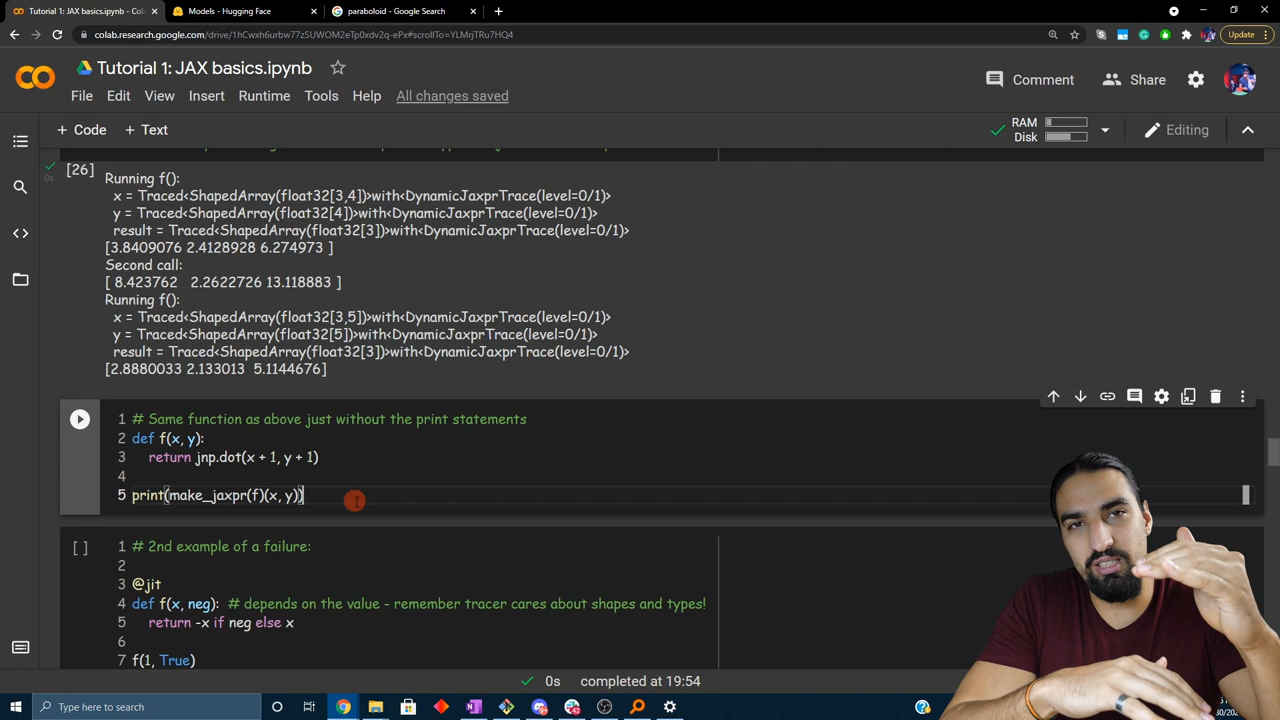 Tutorial 1: JAX basics.ipynb - Col
Models - Hugging Face
paraboloid - Google Search
colab.research.google.com/drive/1hCwxh6urbw77zSUWOM2eTp0xdv2q-ePx#scrollTo=YLMrjTRu7HQ4
Update
Tutorial 1: JAX basics.ipynb
Comment
Share
File Edit View Insert Runtime Tools Help All changes saved
+ Code + Text
RAM
Disk
Editing
[26]
0s
Running f():
x = Traced<ShapedArray(float32[3,4])>with<DynamicJaxprTrace(level=0/1)>
y = Traced<ShapedArray(float32[4])>with<DynamicJaxprTrace(level=0/1)>
result = Traced<ShapedArray(float32[3])>with<DynamicJaxprTrace(level=0/1)>
[3.8409076 2.4128928 6.274973 ]
Second call:
[ 8.423762 2.2622726 13.118883 ]
Running f():
x = Traced<ShapedArray(float32[3,5])>with<DynamicJaxprTrace(level=0/1)>
y = Traced<ShapedArray(float32[5])>with<DynamicJaxprTrace(level=0/1)>
result = Traced<ShapedArray(float32[3])>with<DynamicJaxprTrace(level=0/1)>
[2.8880033 2.133013 5.1144676]
1 # Same function as above just without the print statements
2 def f(x, y):
3 return jnp.dot(x + 1, y + 1)
4
5 print(make_jaxpr(f)(x, y))
[ ]
1 # 2nd example of a failure:
2
3 @jit
4 def f(x, neg): # depends on the value - remember tracer cares about shapes and types!
5 return -x if neg else x
6
7 f(1, True)
0s completed at 19:54
Type here to search